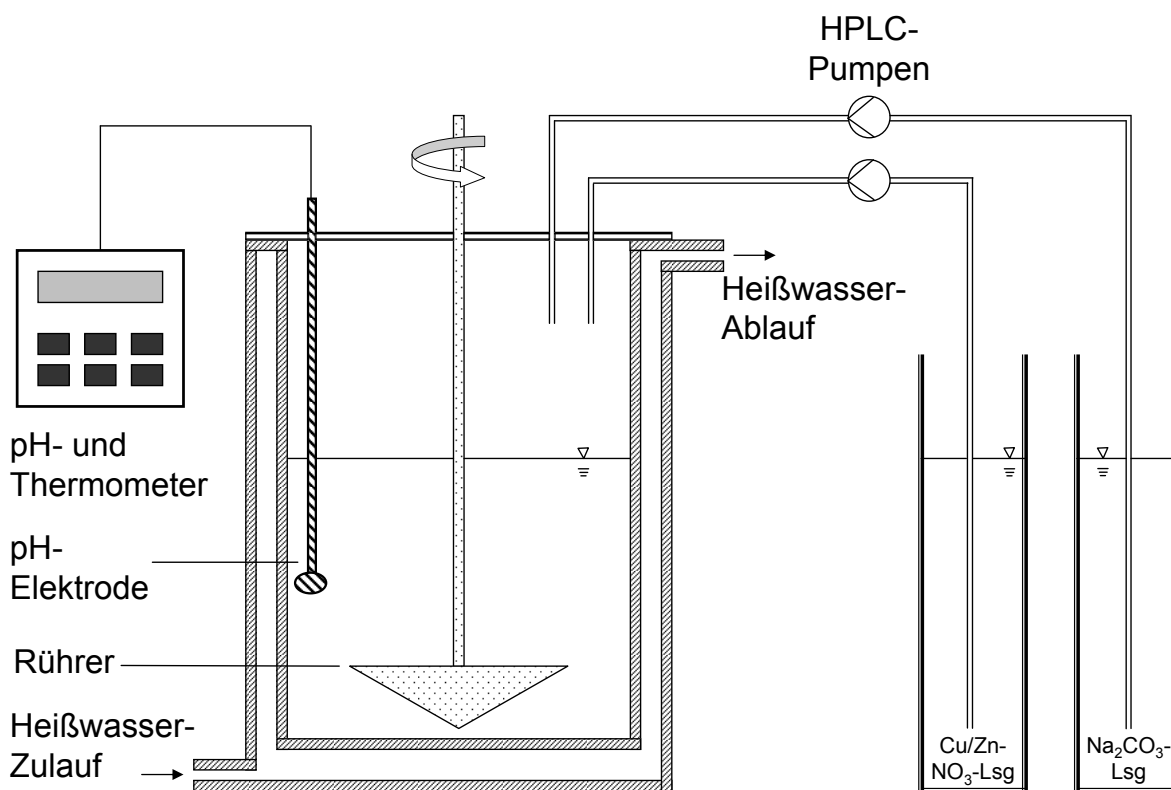 HPLC-
Pumpen
Heißwasser-
Ablauf
pH- und
Thermometer
pH-
Elektrode
Rührer
Heißwasser-
Zulauf
Cu/Zn-
NO₃-Lsg
Na₂CO₃-
Lsg